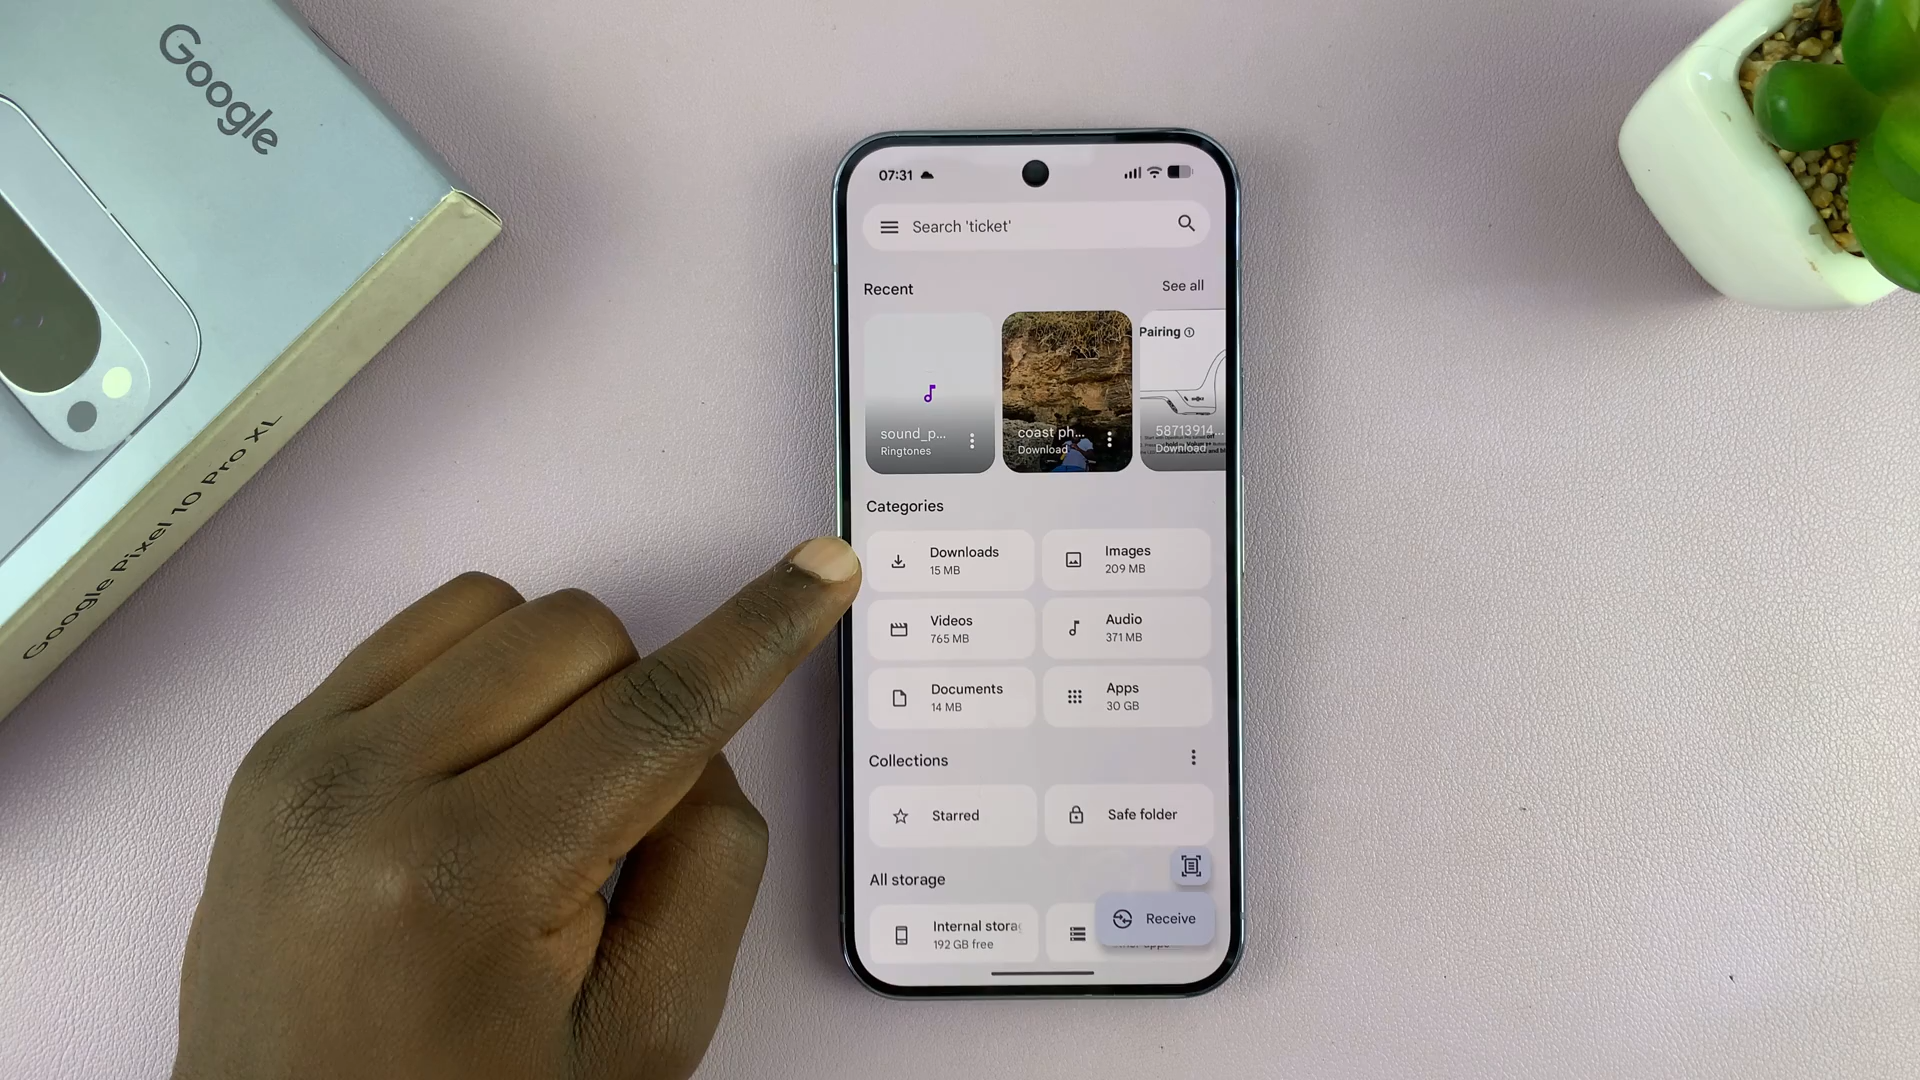 Google
Google Pixel 10 Pro XL
07:31
Search 'ticket'
Recent
See all
sound_p...
Ringtones
coast ph...
Download
Pairing ①
58713914...
Download
Categories
Downloads
15 MB
Images
209 MB
Videos
765 MB
Audio
371 MB
Documents
14 MB
Apps
30 GB
Collections
Starred
Safe folder
All storage
Internal stora
192 GB free
Receive